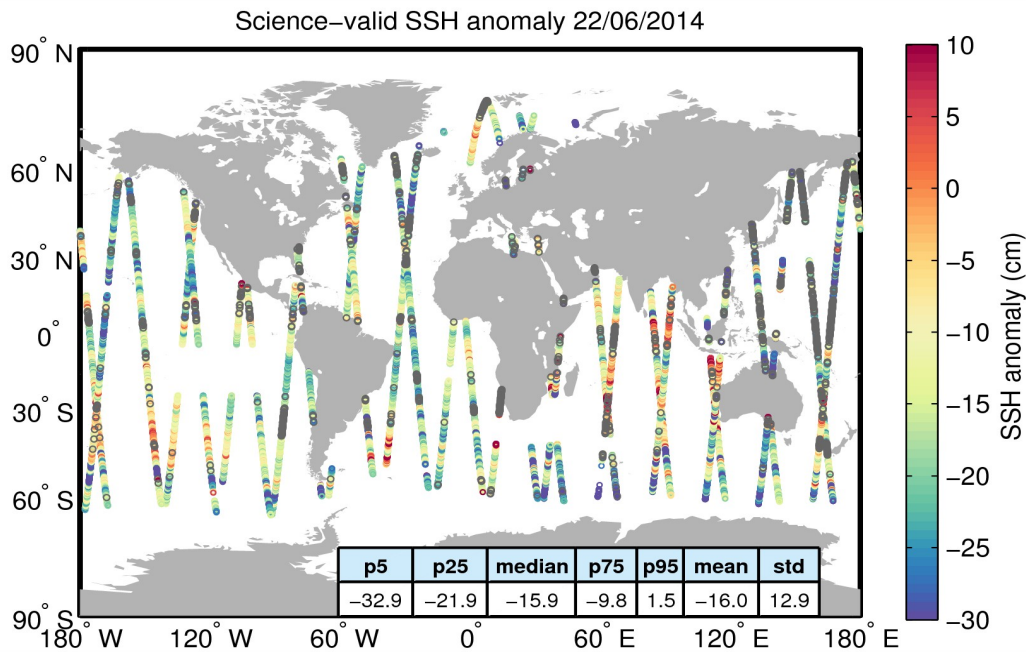 Science−valid SSH anomaly 22/06/2014
90° N
60° N
30° N
0°
30° S
60° S
90° S
180° W
120° W
60° W
0°
60° E
120° E
180° E
p5 p25 median p75 p95 mean std
−32.9 −21.9 −15.9 −9.8 1.5 −16.0 12.9
10
5
0
−5
−10
−15
−20
−25
−30
SSH anomaly (cm)